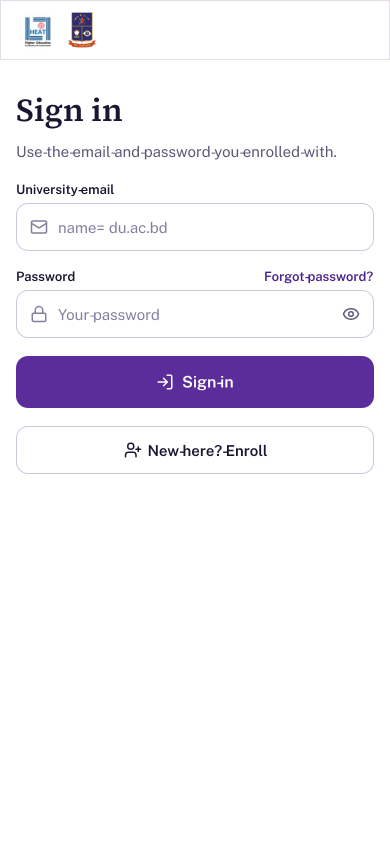 HEAT
Sign in
Use-the-email-and-password-you-enrolled-with.
University-email
name= du.ac.bd
Password
Forgot-password?
Your-password
Sign-in
New-here?-Enroll